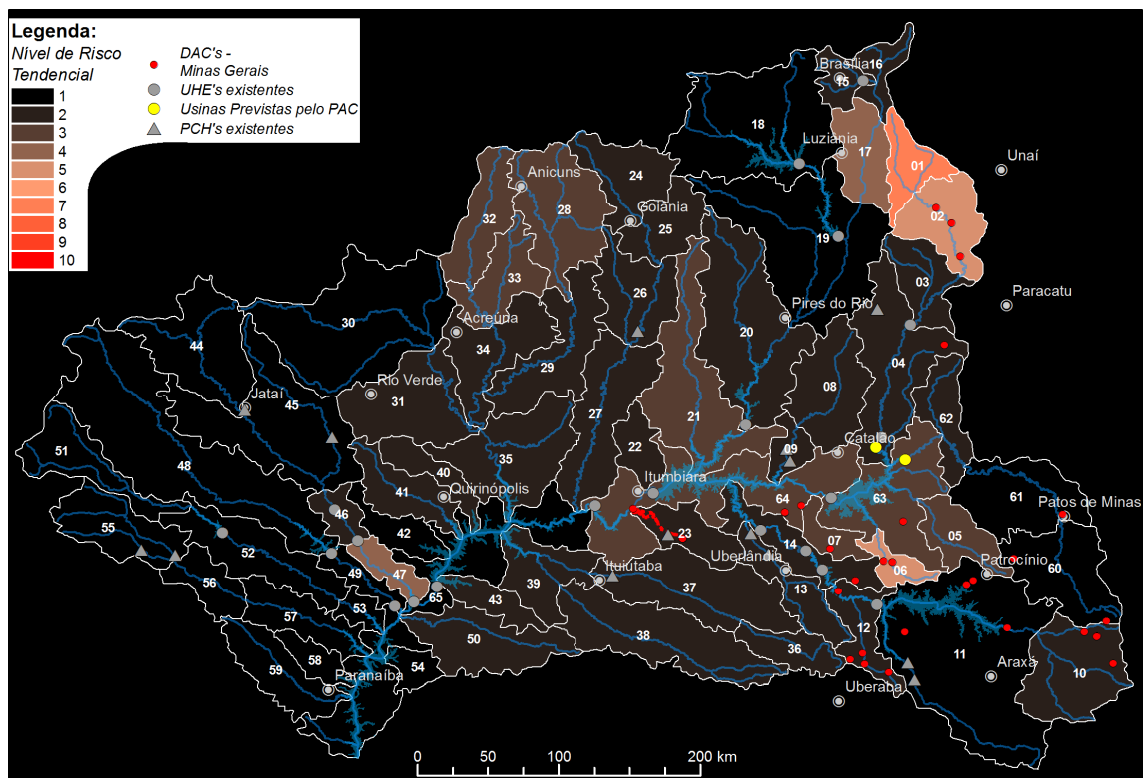 Legenda:
Nivel de Risco
Tendencial
1
2
3
4
5
6
7
8
9
10
DAC's -
Minas Gerais
UHE's existentes
Usinas Previstas pelo PAC
PCH's existentes
16
Brasília
15
18
Luziânia
17
01
Unaí
24
Anicuns
28
02
32
Goiânia
25
19
33
03
26
Paracatu
Pires do Rio
30
Acreúna
20
44
34
04
29
08
Jataí
Rio Verde
31
45
27
21
62
22
Catalão
09
51
35
48
40
Itumbiara
Quirinópolis
41
64
63
61
Patos de Minas
46
55
42
23
07
05
52
Uberlândia
14
49
Patrocínio
60
06
47
Ituiútaba
56
39
37
13
43
65
53
57
12
38
50
36
11
58
54
59
Paranaíba
Araxá
10
Uberaba
0
50
100
200 km